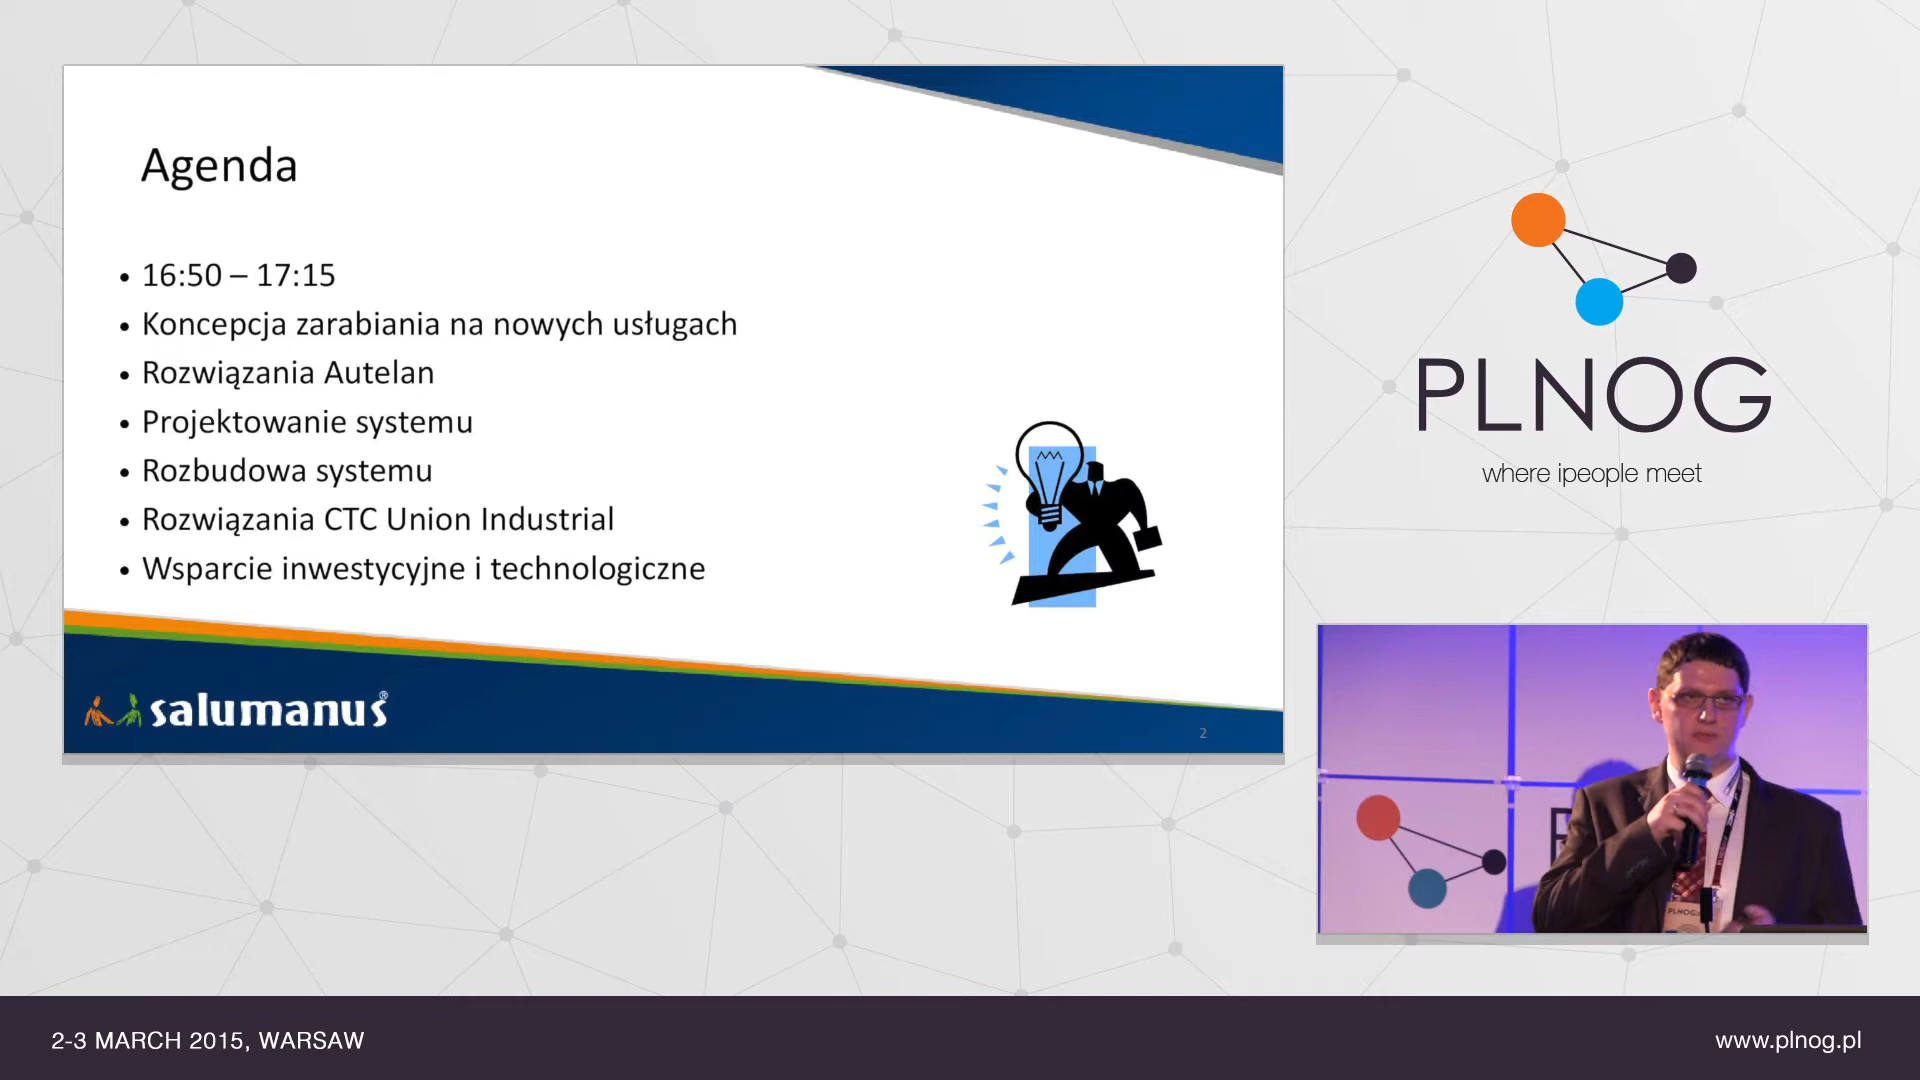 Agenda
• 16:50 – 17:15
• Koncepcja zarabiania na nowych usługach
• Rozwiązania Autelan
• Projektowanie systemu
• Rozbudowa systemu
• Rozwiązania CTC Union Industrial
• Wsparcie inwestycyjne i technologiczne
salumanus®
2
PLNOG
where ipeople meet
PLNOG
2-3 MARCH 2015, WARSAW
www.plnog.pl